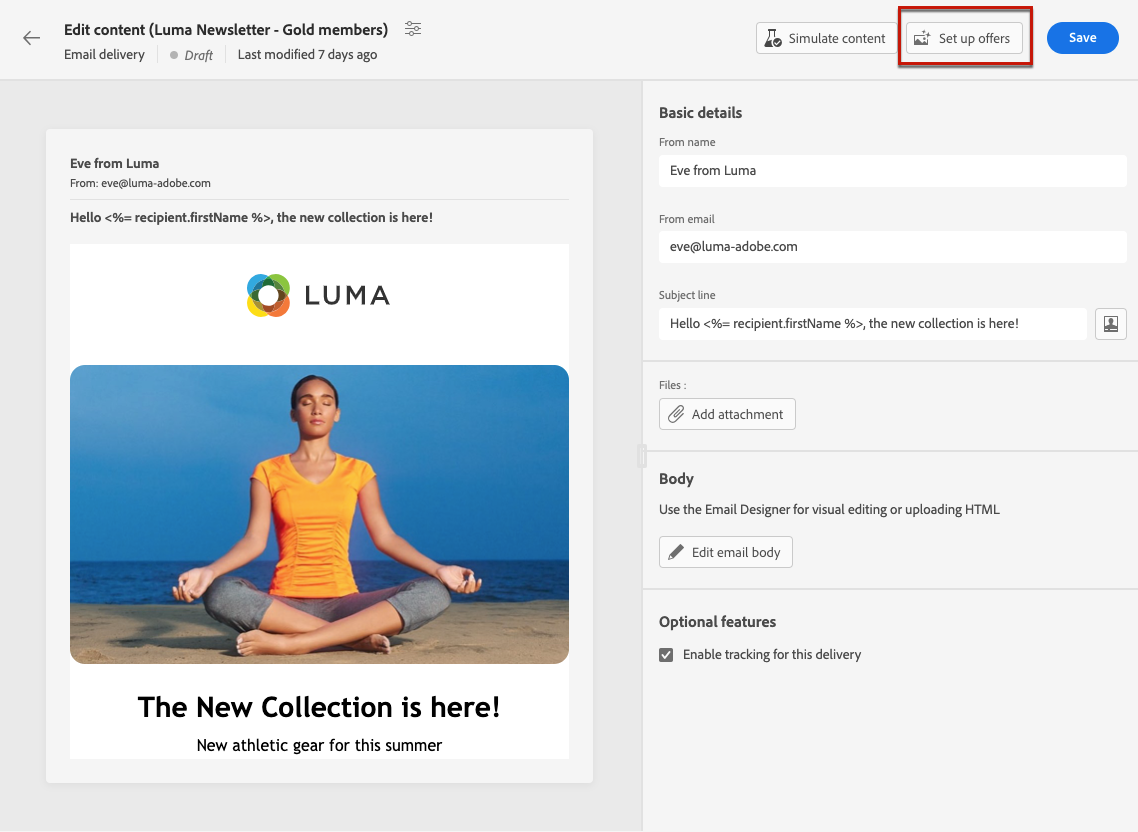 Edit content (Luma Newsletter - Gold members)
Email delivery
Draft
Last modified 7 days ago
Simulate content
Set up offers
Save
Eve from Luma
From: eve@luma-adobe.com
Hello <%= recipient.firstName %>, the new collection is here!
LUMA
The New Collection is here!
New athletic gear for this summer
Basic details
From name
Eve from Luma
From email
eve@luma-adobe.com
Subject line
Hello <%= recipient.firstName %>, the new collection is here!
Files :
Add attachment
Body
Use the Email Designer for visual editing or uploading HTML
Edit email body
Optional features
Enable tracking for this delivery